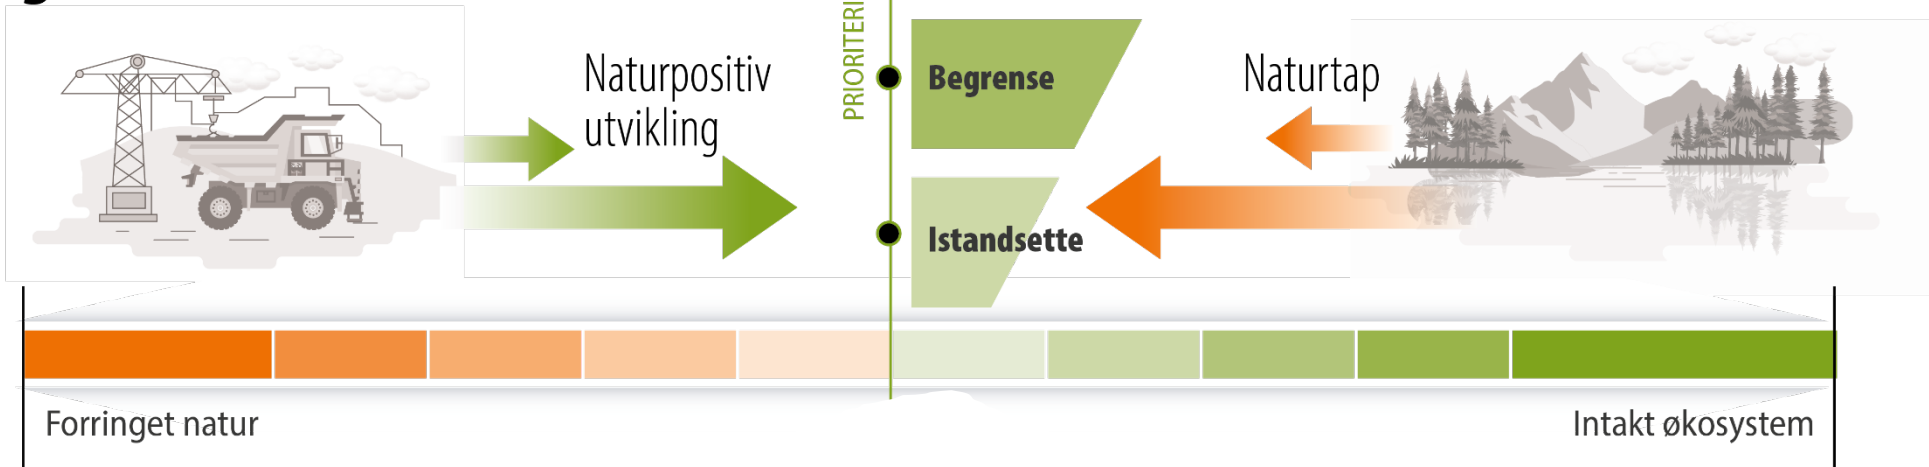 PRIORITERI
Naturpositiv
utvikling
Begrense
Naturtap
Istandsette
Forringet natur
Intakt økosystem